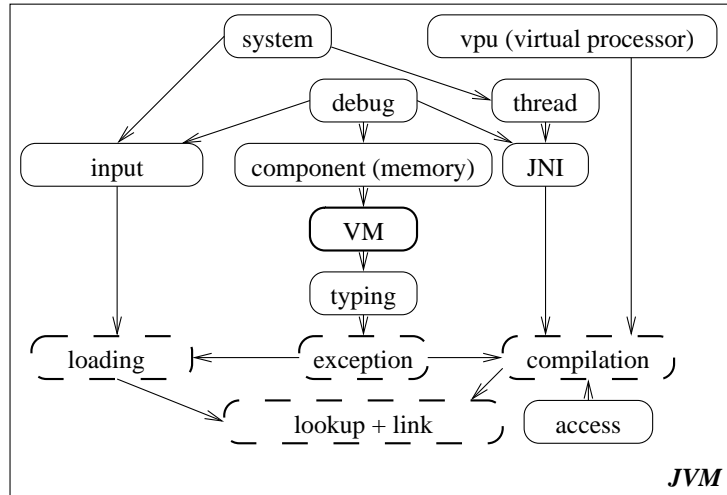 system
vpu (virtual processor)
debug
thread
input
component (memory)
JNI
VM
typing
loading
exception
compilation
lookup + link
access
JVM